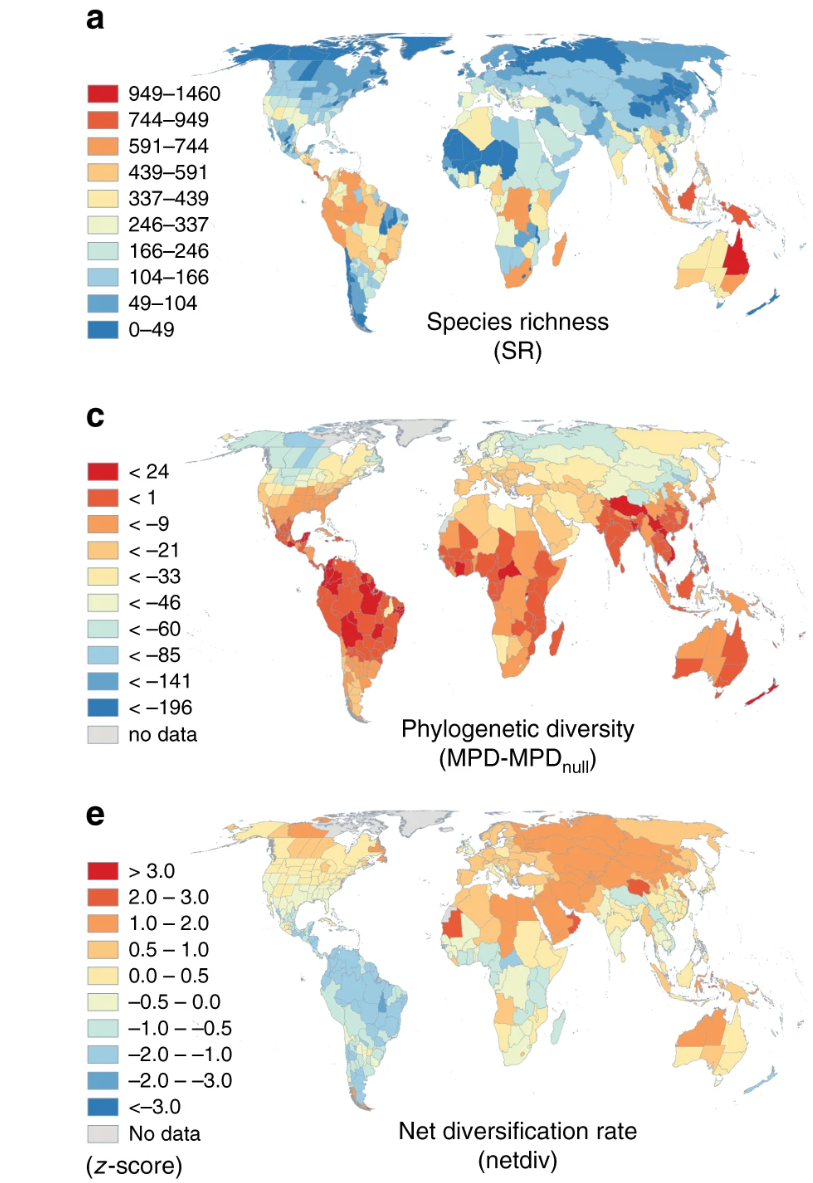 a
949–1460
744–949
591–744
439–591
337–439
246–337
166–246
104–166
49–104
0–49
Species richness
(SR)
c
< 24
< 1
< –9
< –21
< –33
< –46
< –60
< –85
< –141
< –196
no data
Phylogenetic diversity
(MPD-MPDnull)
e
> 3.0
2.0 – 3.0
1.0 – 2.0
0.5 – 1.0
0.0 – 0.5
–0.5 – 0.0
–1.0 – –0.5
–2.0 – –1.0
–2.0 – –3.0
<–3.0
No data
(z-score)
Net diversification rate
(netdiv)